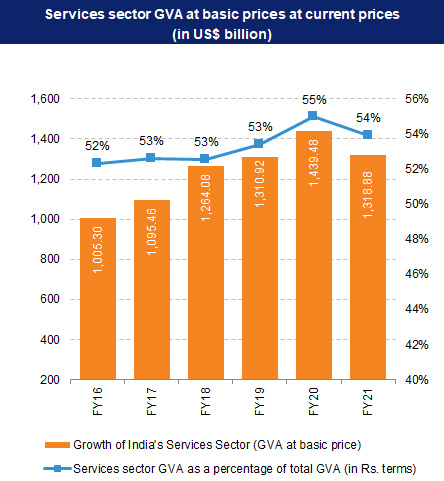 Services sector GVA at basic prices at current prices
(in US$ billion)
1,600
1,400
1,200
1,000
800
600
400
200
56%
54%
52%
50%
48%
46%
44%
42%
40%
52%
53%
53%
53%
55%
54%
1,005.30
1,095.46
1,264.08
1,310.92
1,439.48
1,318.88
FY16
FY17
FY18
FY19
FY20
FY21
Growth of India's Services Sector (GVA at basic price)
Services sector GVA as a percentage of total GVA (in Rs. terms)